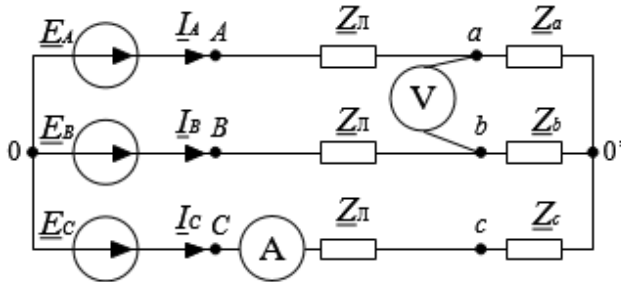 E_A I_A A Z_Л a Z_a
V
E_B I_B B Z_Л b Z_b
0 0'
E_C I_C C Z_Л c Z_c
A